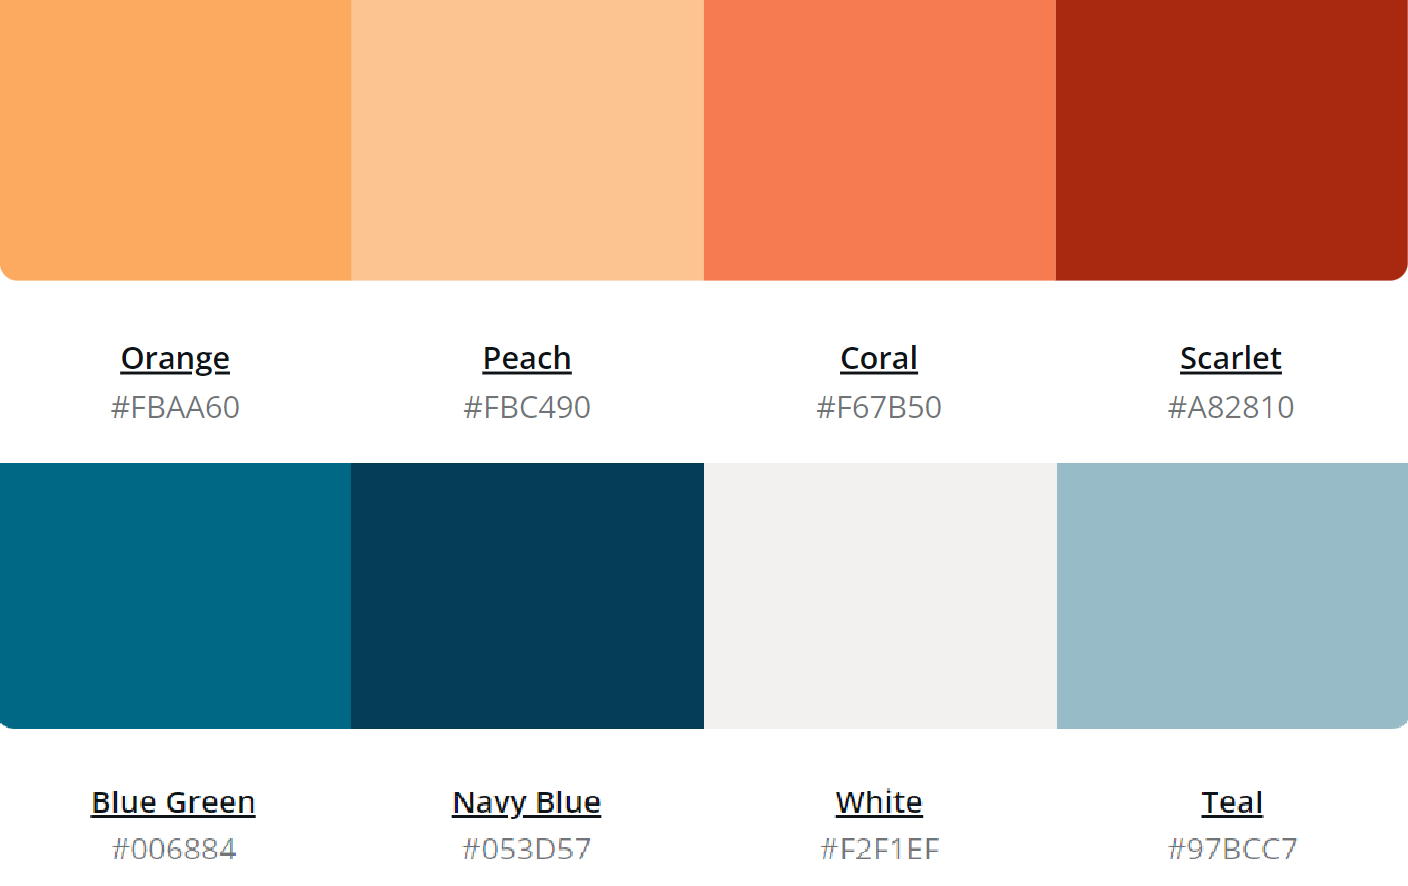 Orange Peach Coral Scarlet
#FBAA60 #FBC490 #F67B50 #A82810
Blue Green Navy Blue White Teal
#006884 #053D57 #F2F1EF #97BCC7